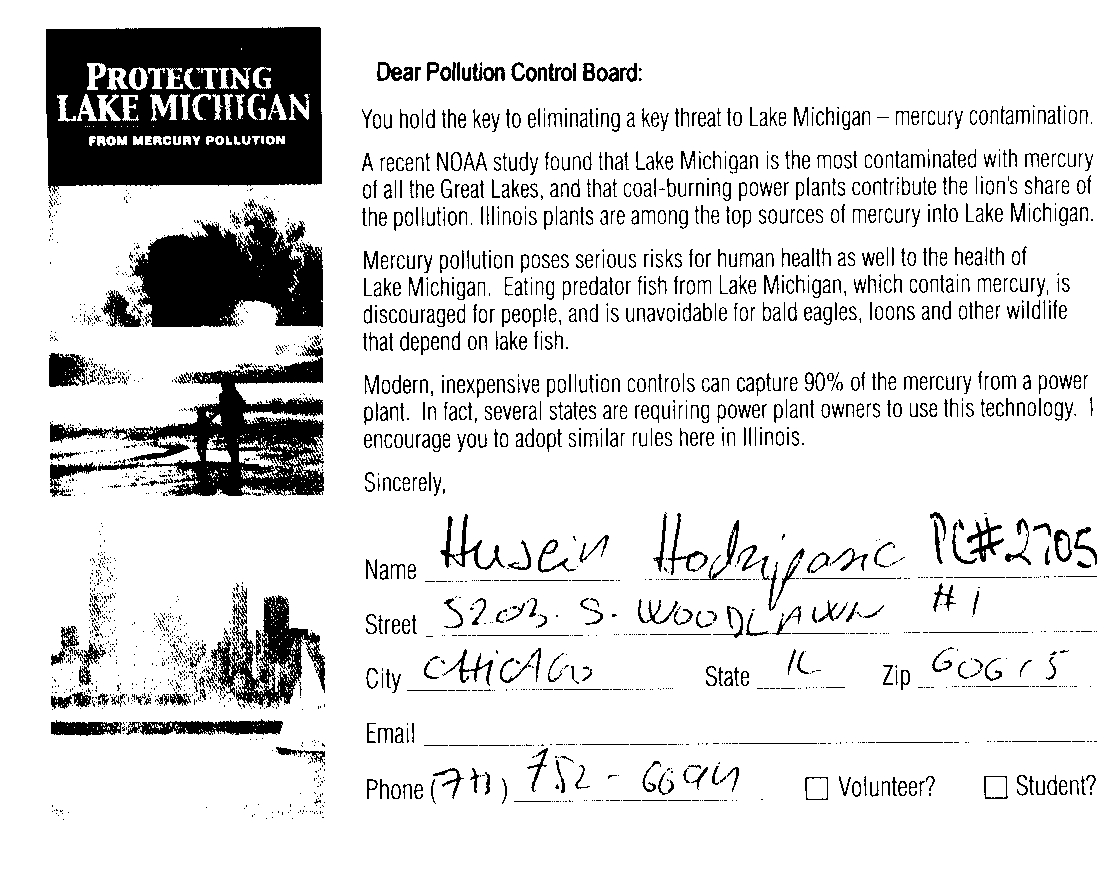 PROTECTING
LAKE MICHIGAN
FROM MERCURY POLLUTION
Dear Pollution Control Board:
You hold the key to eliminating a key threat to Lake Michigan – mercury contamination.
A recent NOAA study found that Lake Michigan is the most contaminated with mercury
of all the Great Lakes, and that coal-burning power plants contribute the lion's share of
the pollution. Illinois plants are among the top sources of mercury into Lake Michigan.
Mercury pollution poses serious risks for human health as well to the health of
Lake Michigan. Eating predator fish from Lake Michigan, which contain mercury, is
discouraged for people, and is unavoidable for bald eagles, loons and other wildlife
that depend on lake fish.
Modern, inexpensive pollution controls can capture 90% of the mercury from a power
plant. In fact, several states are requiring power plant owners to use this technology. I
encourage you to adopt similar rules here in Illinois.
Sincerely,
Name Husein PC#2705
Street 5203. S. WOODLAWN #1
City CHICAGO State IL Zip 60615
Email
Phone 752-
Volunteer? Student?